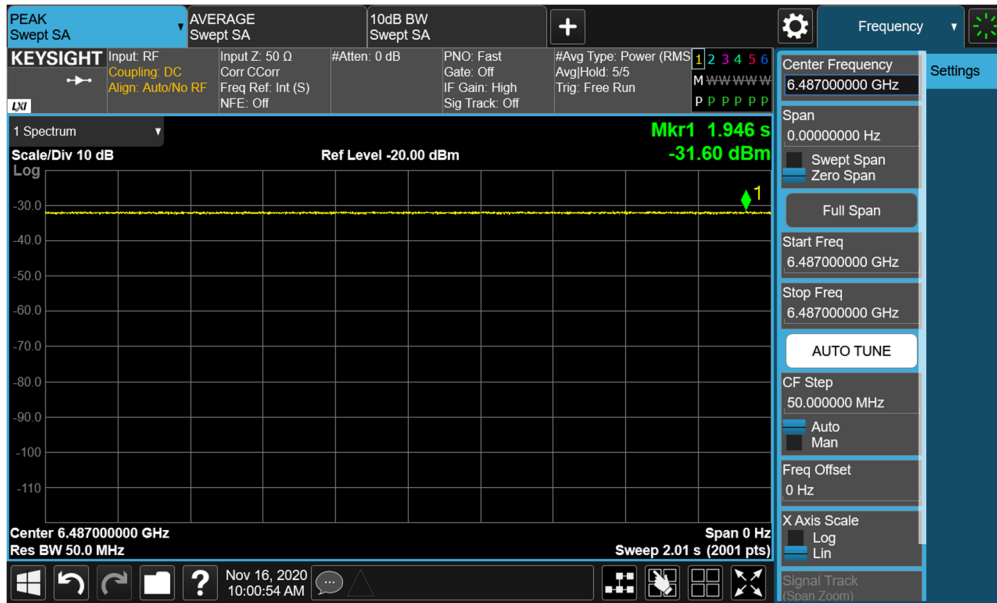 PEAK
Swept SA
AVERAGE
Swept SA
10dB BW
Swept SA
+
Frequency
KEYSIGHT
LXI
Input: RF
Coupling: DC
Align: Auto/No RF
Input Z: 50 Ω
Corr CCorr
Freq Ref: Int (S)
NFE: Off
#Atten: 0 dB
PNO: Fast
Gate: Off
IF Gain: High
Sig Track: Off
#Avg Type: Power (RMS
Avg|Hold: 5/5
Trig: Free Run
1 2 3 4 5 6
M W W W W W
P P P P P P
1 Spectrum
Scale/Div 10 dB
Log
Ref Level -20.00 dBm
Mkr1 1.946 s
-31.60 dBm
1
-30.0
-40.0
-50.0
-60.0
-70.0
-80.0
-90.0
-100
-110
Center 6.487000000 GHz
Res BW 50.0 MHz
Span 0 Hz
Sweep 2.01 s (2001 pts)
Center Frequency
6.487000000 GHz
Span
0.00000000 Hz
Swept Span
Zero Span
Full Span
Start Freq
6.487000000 GHz
Stop Freq
6.487000000 GHz
AUTO TUNE
CF Step
50.000000 MHz
Auto
Man
Freq Offset
0 Hz
X Axis Scale
Log
Lin
Signal Track
(Span Zoom)
Settings
?
Nov 16, 2020
10:00:54 AM